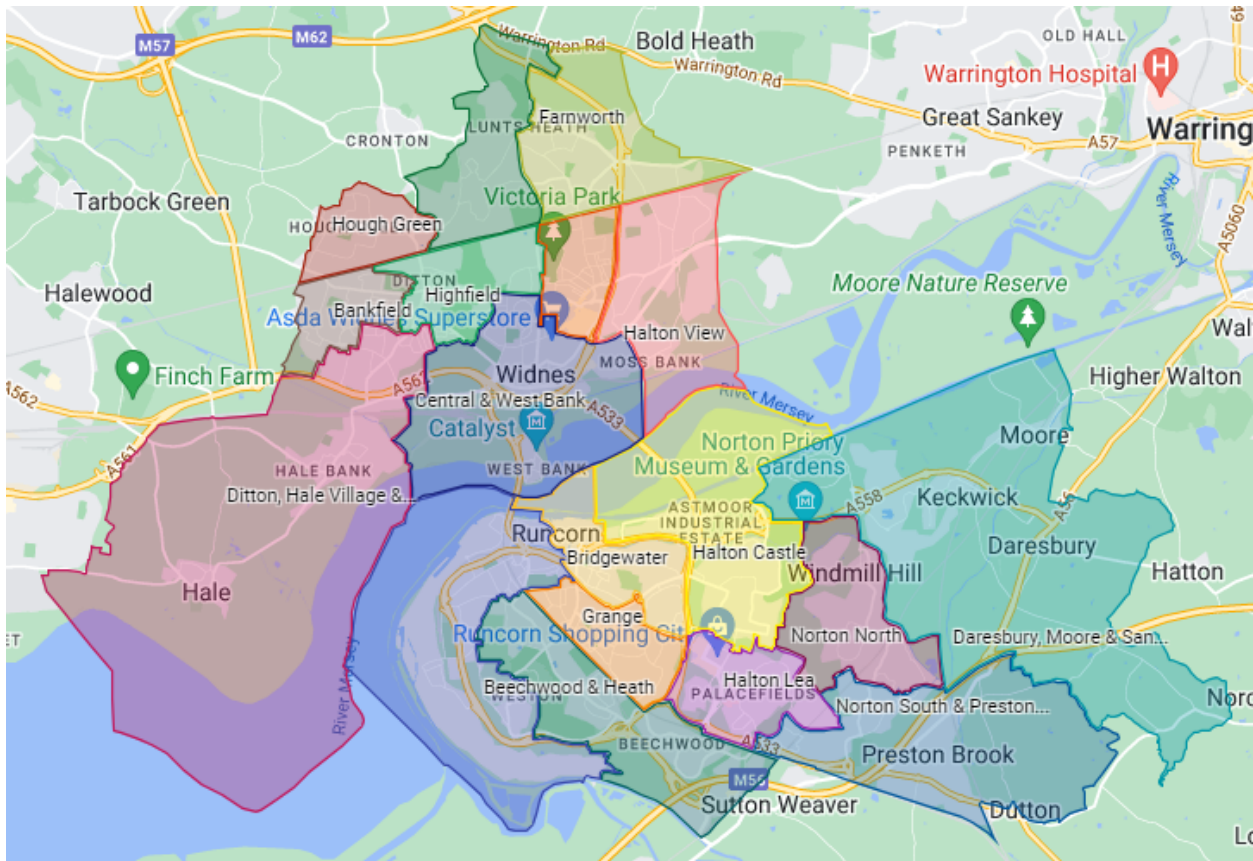 M57
M62
Warrington Rd
Bold Heath
Warrington Rd
OLD HALL
Warrington Hospital
H
Great Sankey
Warring
A57
PENKETH
CRONTON
LUNTS HEATH
Farnworth
River Mersey
A5060
Tarbock Green
Victoria Park
Hough Green
Halewood
DITTON
Highfield
Bankfield
Moore Nature Reserve
Asda Widnes Superstore
Halton View
MOSS BANK
Finch Farm
A562
A562
Widnes
Higher Walton
Central & West Bank
A533
River Mersey
Catalyst
Norton Priory
Museum & Gardens
Moore
A561
HALE BANK
WEST BANK
Ditton, Hale Village &...
Keckwick
A558
A56
ASTMOOR
INDUSTRIAL
ESTATE
Runcorn
Bridgewater
Halton Castle
Daresbury
Windmill Hill
Hatton
Hale
Grange
Runcorn Shopping City
Norton North
Daresbury, Moore & San...
River Mersey
Beechwood & Heath
WESTON
Halton Lea
PALACEFIELDS
Norton South & Preston....
BEECHWOOD
A533
Preston Brook
M56
Sutton Weaver
Dutton